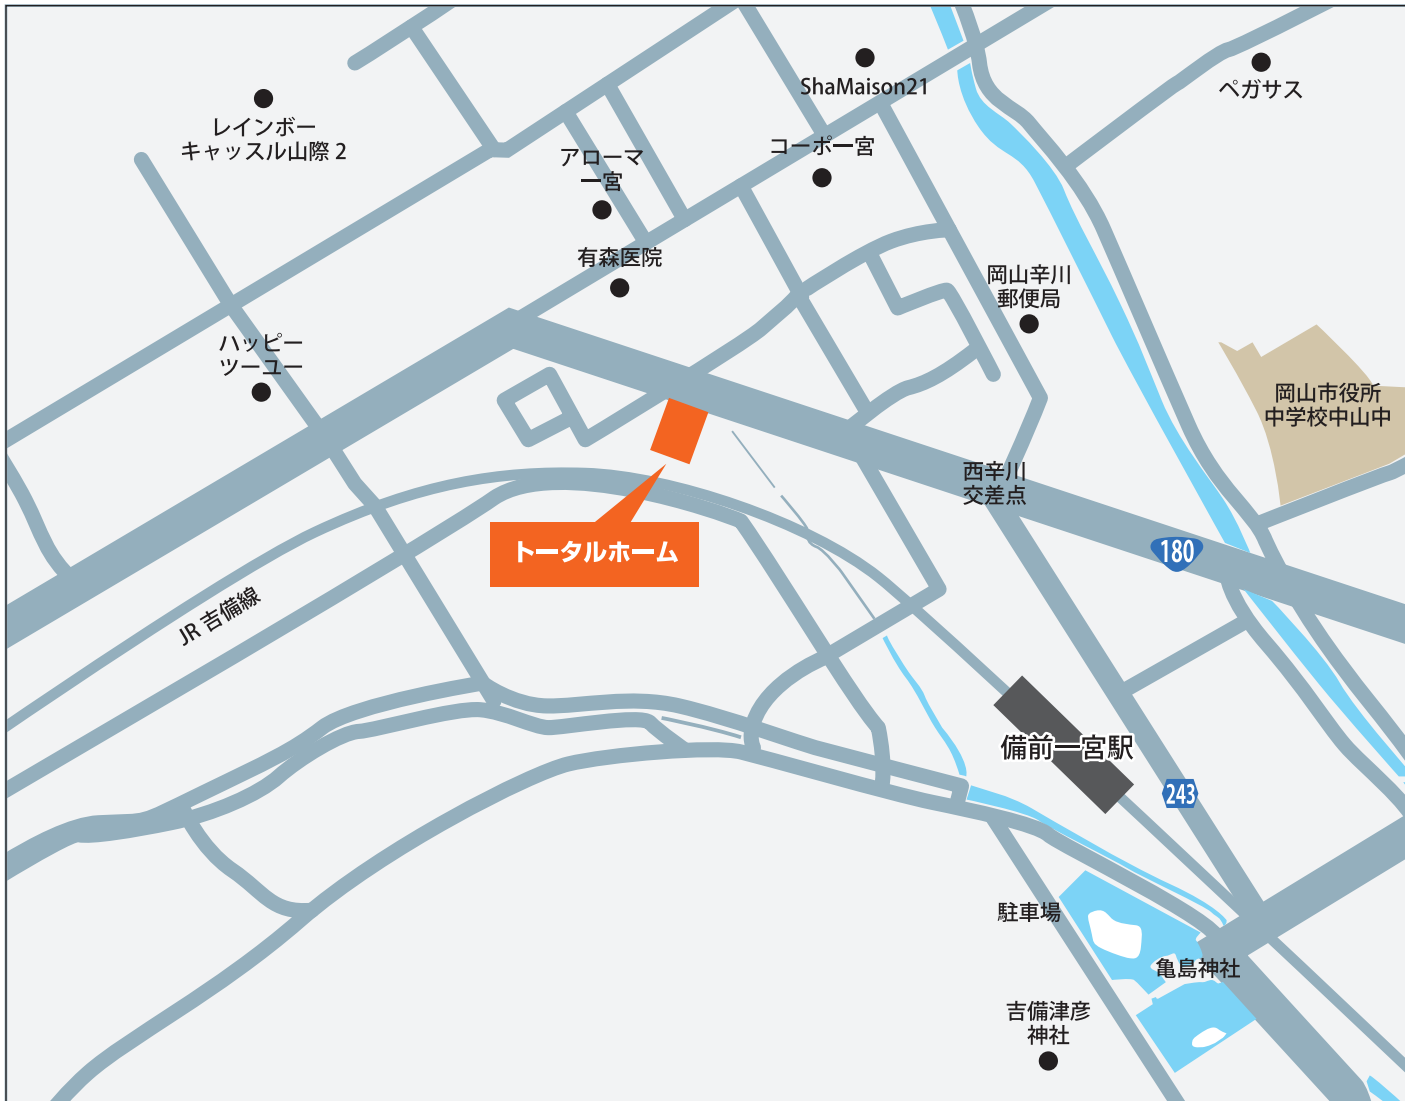 ShaMaison21
ペガサス
レインボー
キャッスル山際 2
コーポ一宮
アローマ
一宮
有森医院
岡山辛川
郵便局
ハッピー
ツーユー
岡山市役所
中学校中山中
西辛川
交差点
トータルホーム
180
JR 吉備線
備前一宮駅
243
駐車場
亀島神社
吉備津彦
神社